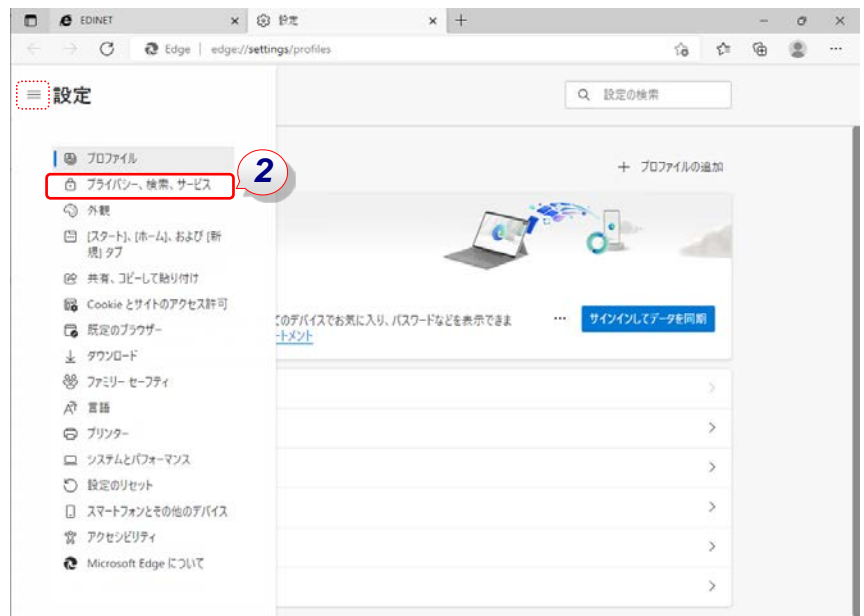 EDINET
設定
Edge | edge://settings/profiles
設定
設定の検索
プロファイル
プライバシー、検索、サービス
2
外観
[スタート]、[ホーム]、および [新
規] タブ
共有、コピーして貼り付け
Cookie とサイトのアクセス許可
既定のブラウザー
ダウンロード
ファミリー セーフティ
言語
プリンター
システムとパフォーマンス
設定のリセット
スマートフォンとその他のデバイス
アクセシビリティ
Microsoft Edge について
+ プロファイルの追加
てのデバイスでお気に入り、パスワードなどを表示できま
ートメント
サインインしてデータを同期